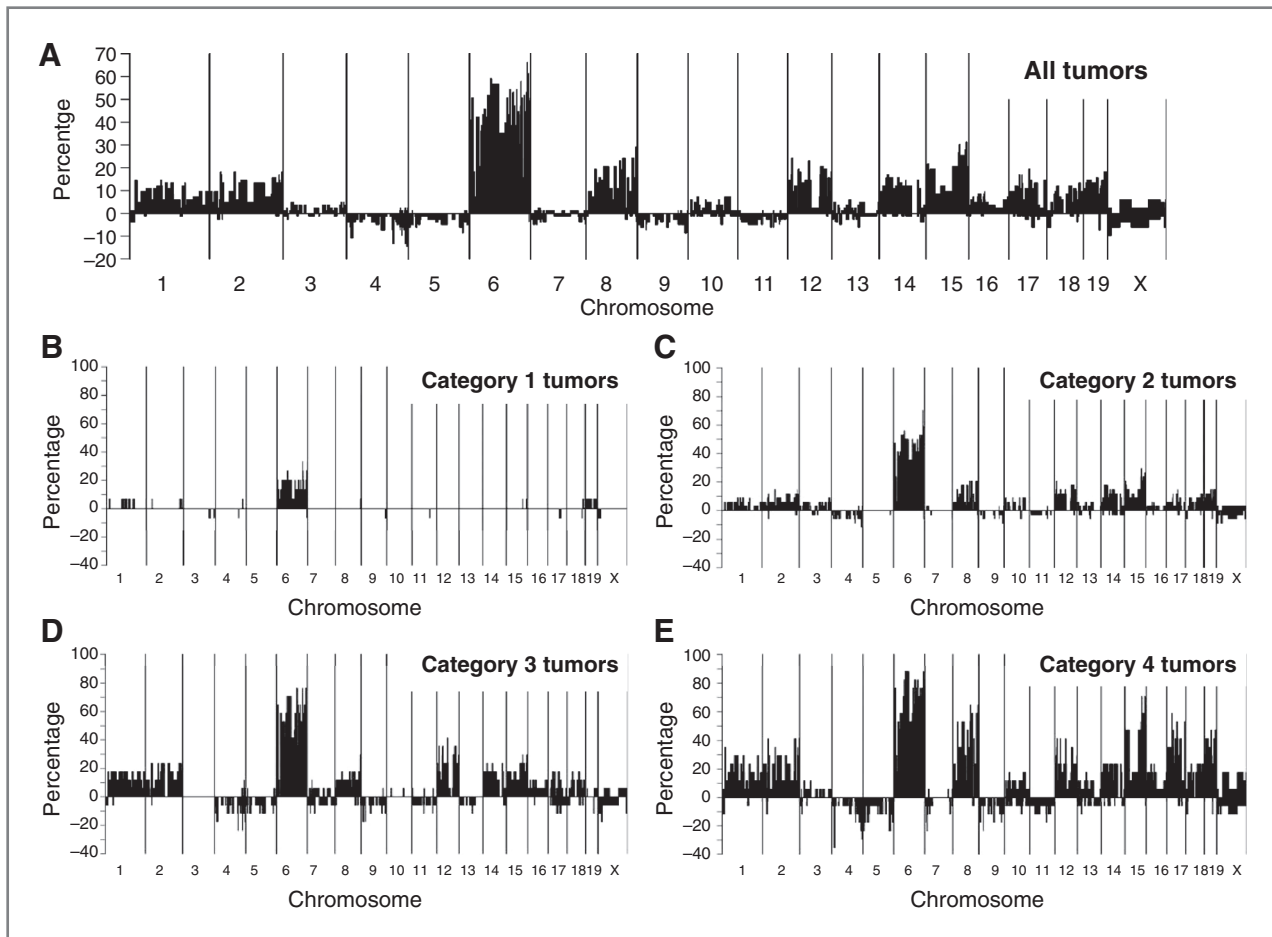 A
All tumors
Percentge
70
60
50
40
30
20
10
0
−10
−20
1 2 3 4 5 6 7 8 9 10 11 12 13 14 15 16 17 18 19 X
Chromosome
B
Category 1 tumors
Percentage
100
80
60
40
20
0
−20
−40
1 2 3 4 5 6 7 8 9 10 11 12 13 14 15 16 17 18 19 X
Chromosome
C
Category 2 tumors
Percentage
100
80
60
40
20
0
−20
−40
1 2 3 4 5 6 7 8 9 10 11 12 13 14 15 16 17 18 19 X
Chromosome
D
Category 3 tumors
Percentage
100
80
60
40
20
0
−20
−40
1 2 3 4 5 6 7 8 9 10 11 12 13 14 15 16 17 18 19 X
Chromosome
E
Category 4 tumors
Percentage
100
80
60
40
20
0
−20
−40
1 2 3 4 5 6 7 8 9 10 11 12 13 14 15 16 17 18 19 X
Chromosome